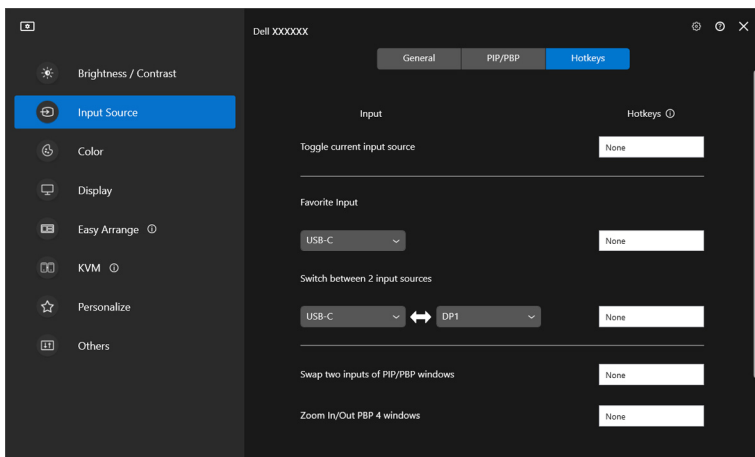 Dell XXXXXX
Brightness / Contrast
Input Source
Color
Display
Easy Arrange
KVM
Personalize
Others
General PIP/PBP Hotkeys
Input Hotkeys
Toggle current input source None
Favorite Input
USB-C None
Switch between 2 input sources
USB-C DP1 None
Swap two inputs of PIP/PBP windows None
Zoom In/Out PBP 4 windows None